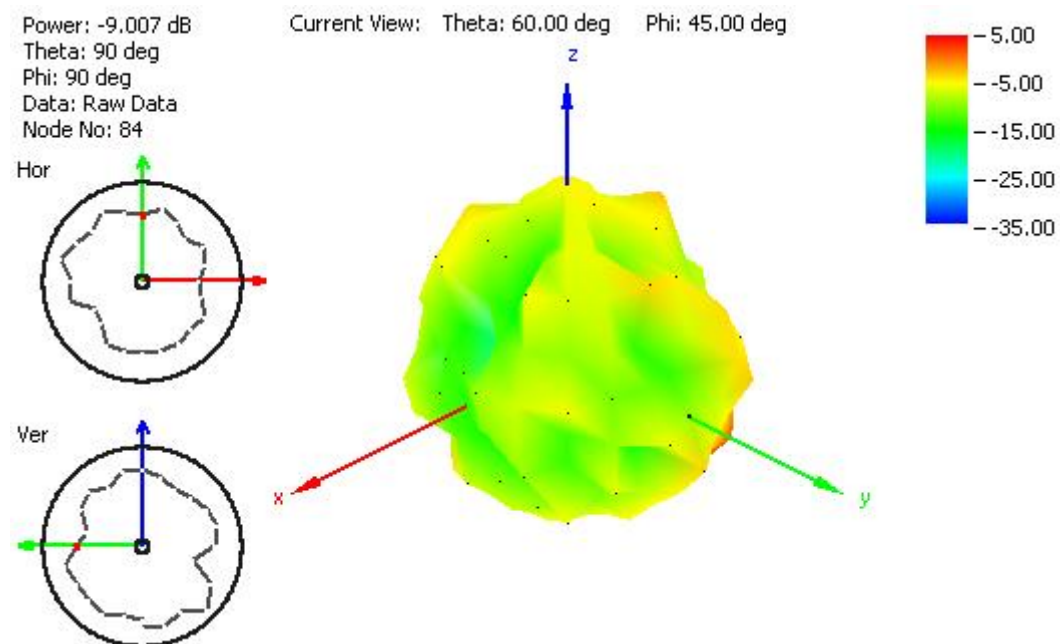 Power: -9.007 dB
Theta: 90 deg
Phi: 90 deg
Data: Raw Data
Node No: 84
Current View: Theta: 60.00 deg Phi: 45.00 deg
Hor
Ver
z
x
y
5.00
-5.00
-15.00
-25.00
-35.00